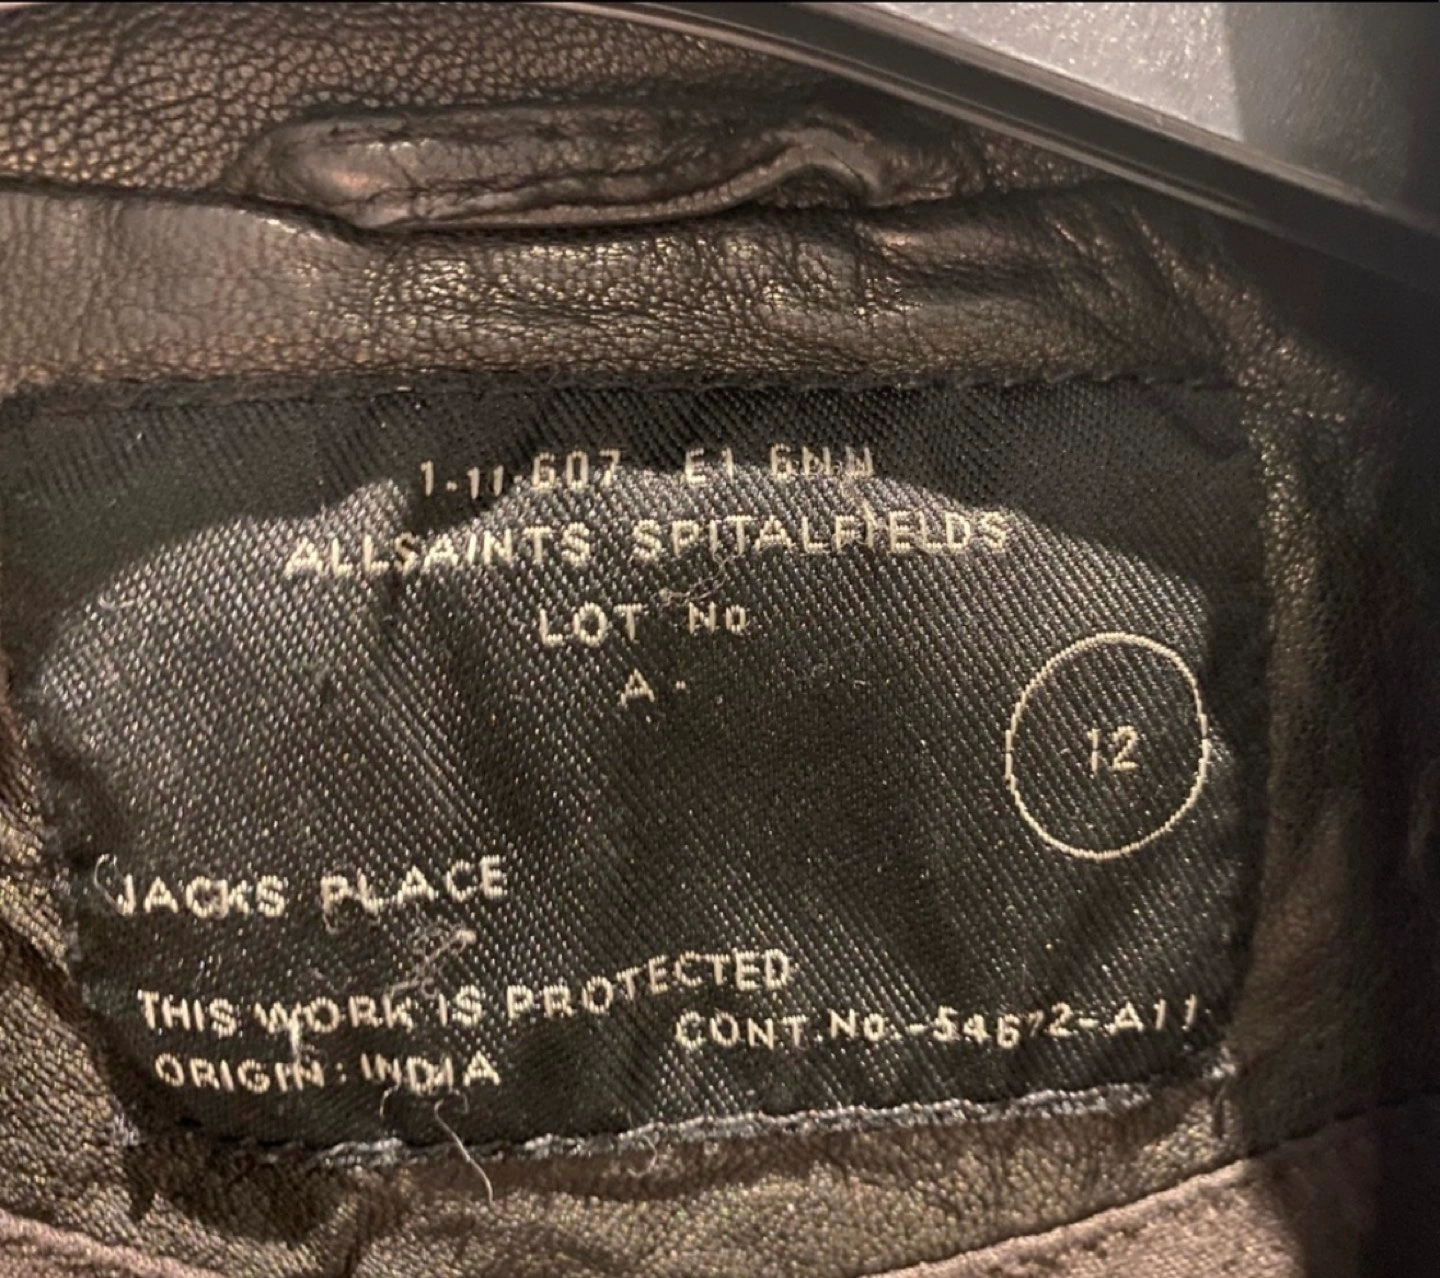 1-11-607- E1 6NW
ALLSAINTS SPITALFIELDS
LOT No
A.
12
JACKS PLACE
THIS WORK IS PROTECTED
CONT.No.-54672-A11
ORIGIN: INDIA